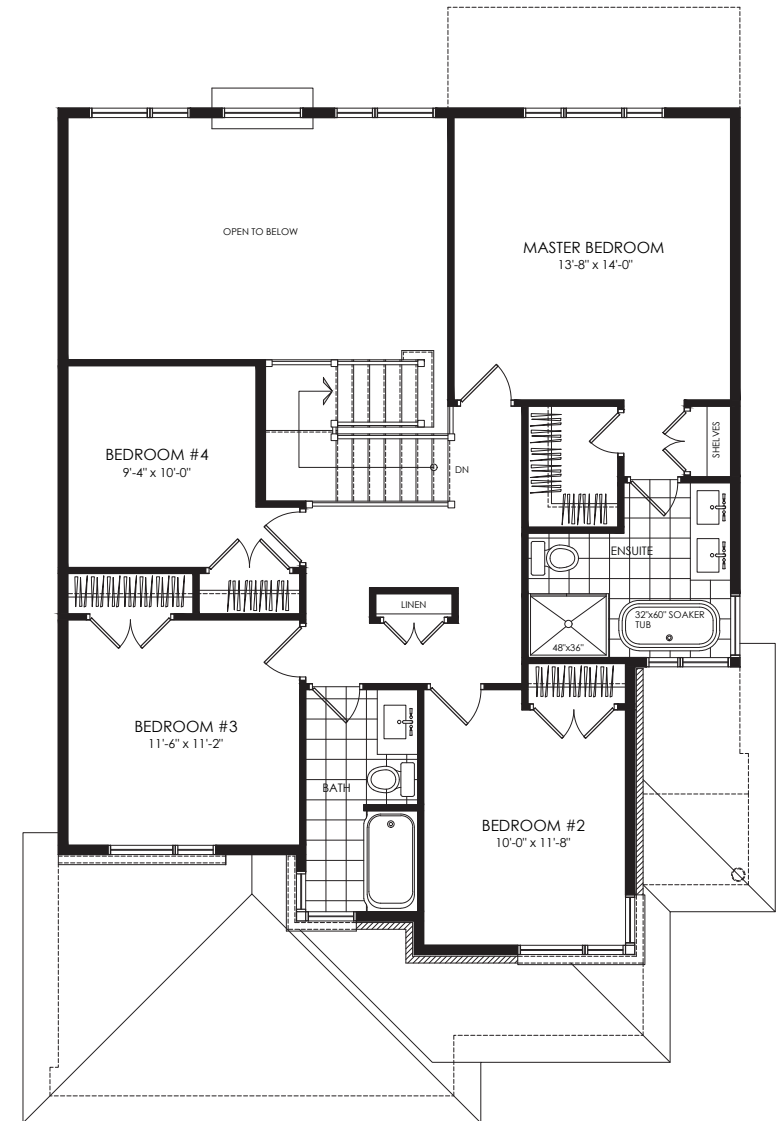 OPEN TO BELOW
MASTER BEDROOM
13'-8" x 14'-0"
BEDROOM #4
9'-4" x 10'-0"
DN
SHELVES
ENSUITE
LINEN
32"x60" SOAKER
TUB
48"x36"
BEDROOM #3
11'-6" x 11'-2"
BATH
BEDROOM #2
10'-0" x 11'-8"